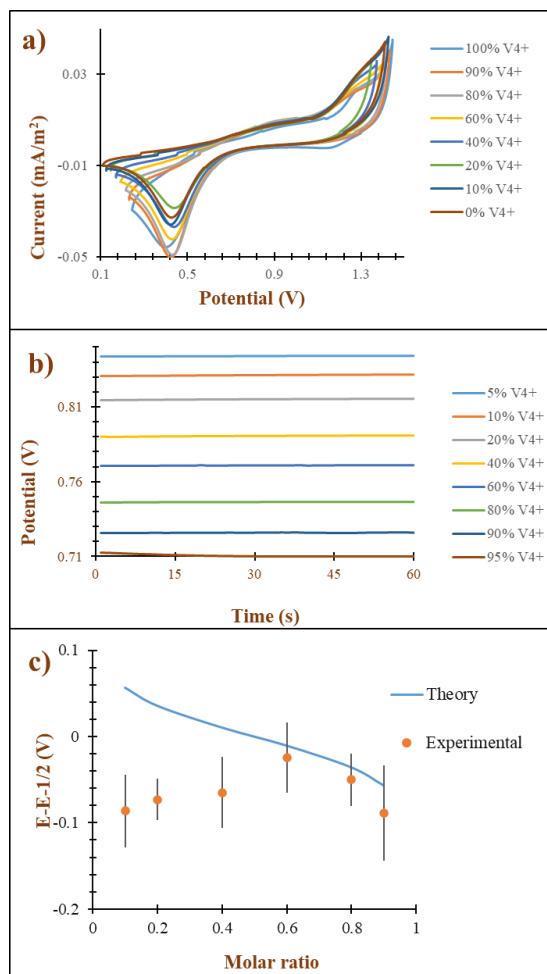 a)
Current (mA/m²)
0.03
-0.01
-0.05
0.1
0.5
0.9
1.3
Potential (V)
100% V4+
90% V4+
80% V4+
60% V4+
40% V4+
20% V4+
10% V4+
0% V4+
b)
Potential (V)
0.81
0.76
0.71
0
15
30
45
60
Time (s)
5% V4+
10% V4+
20% V4+
40% V4+
60% V4+
80% V4+
90% V4+
95% V4+
c)
E-E-1/2 (V)
0.1
0
-0.1
-0.2
0
0.2
0.4
0.6
0.8
1
Molar ratio
Theory
Experimental